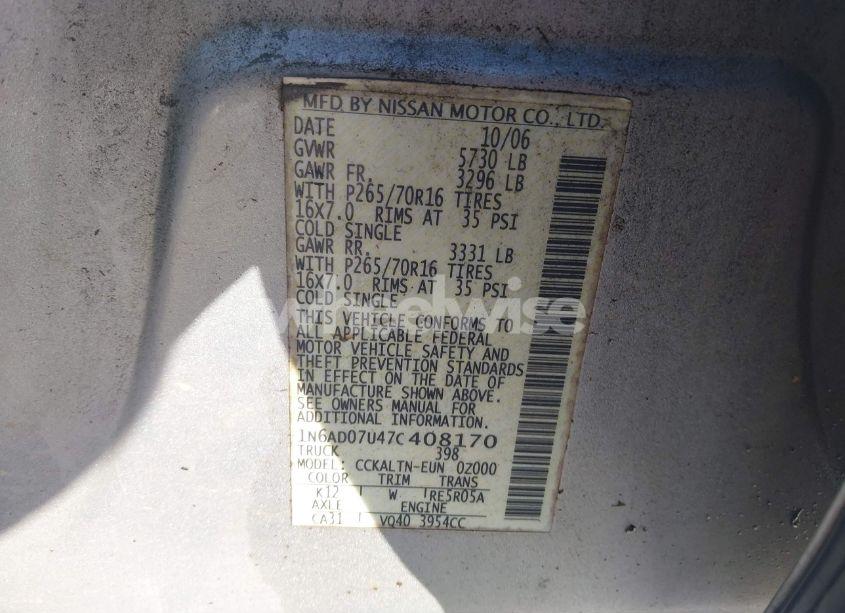 MFD BY NISSAN MOTOR CO., LTD.
DATE 10/06
GVWR 5730 LB
GAWR FR. 3296 LB
WITH P265/70R16 TIRES
16X7.0 RIMS AT 35 PSI
COLD SINGLE
GAWR RR. 3331 LB
WITH P265/70R16 TIRES
16X7.0 RIMS AT 35 PSI
COLD SINGLE
wheelwise
THIS VEHICLE CONFORMS TO
ALL APPLICABLE FEDERAL
MOTOR VEHICLE SAFETY AND
THEFT PREVENTION STANDARDS
IN EFFECT ON THE DATE OF
MANUFACTURE SHOWN ABOVE.
SEE OWNERS MANUAL FOR
ADDITIONAL INFORMATION.
1N6AD07U47C408170
TRUCK 398
MODEL: CCKALTN-EUN 0Z000
COLOR TRIM TRANS
K12 W RE5R05A
AXLE ENGINE
CA31 VQ40 3954CC